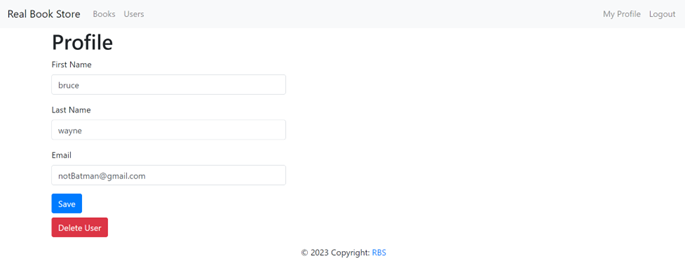 Real Book Store Books Users My Profile Logout
Profile
First Name
bruce
Last Name
wayne
Email
notBatman@gmail.com
Save
Delete User
© 2023 Copyright: RBS